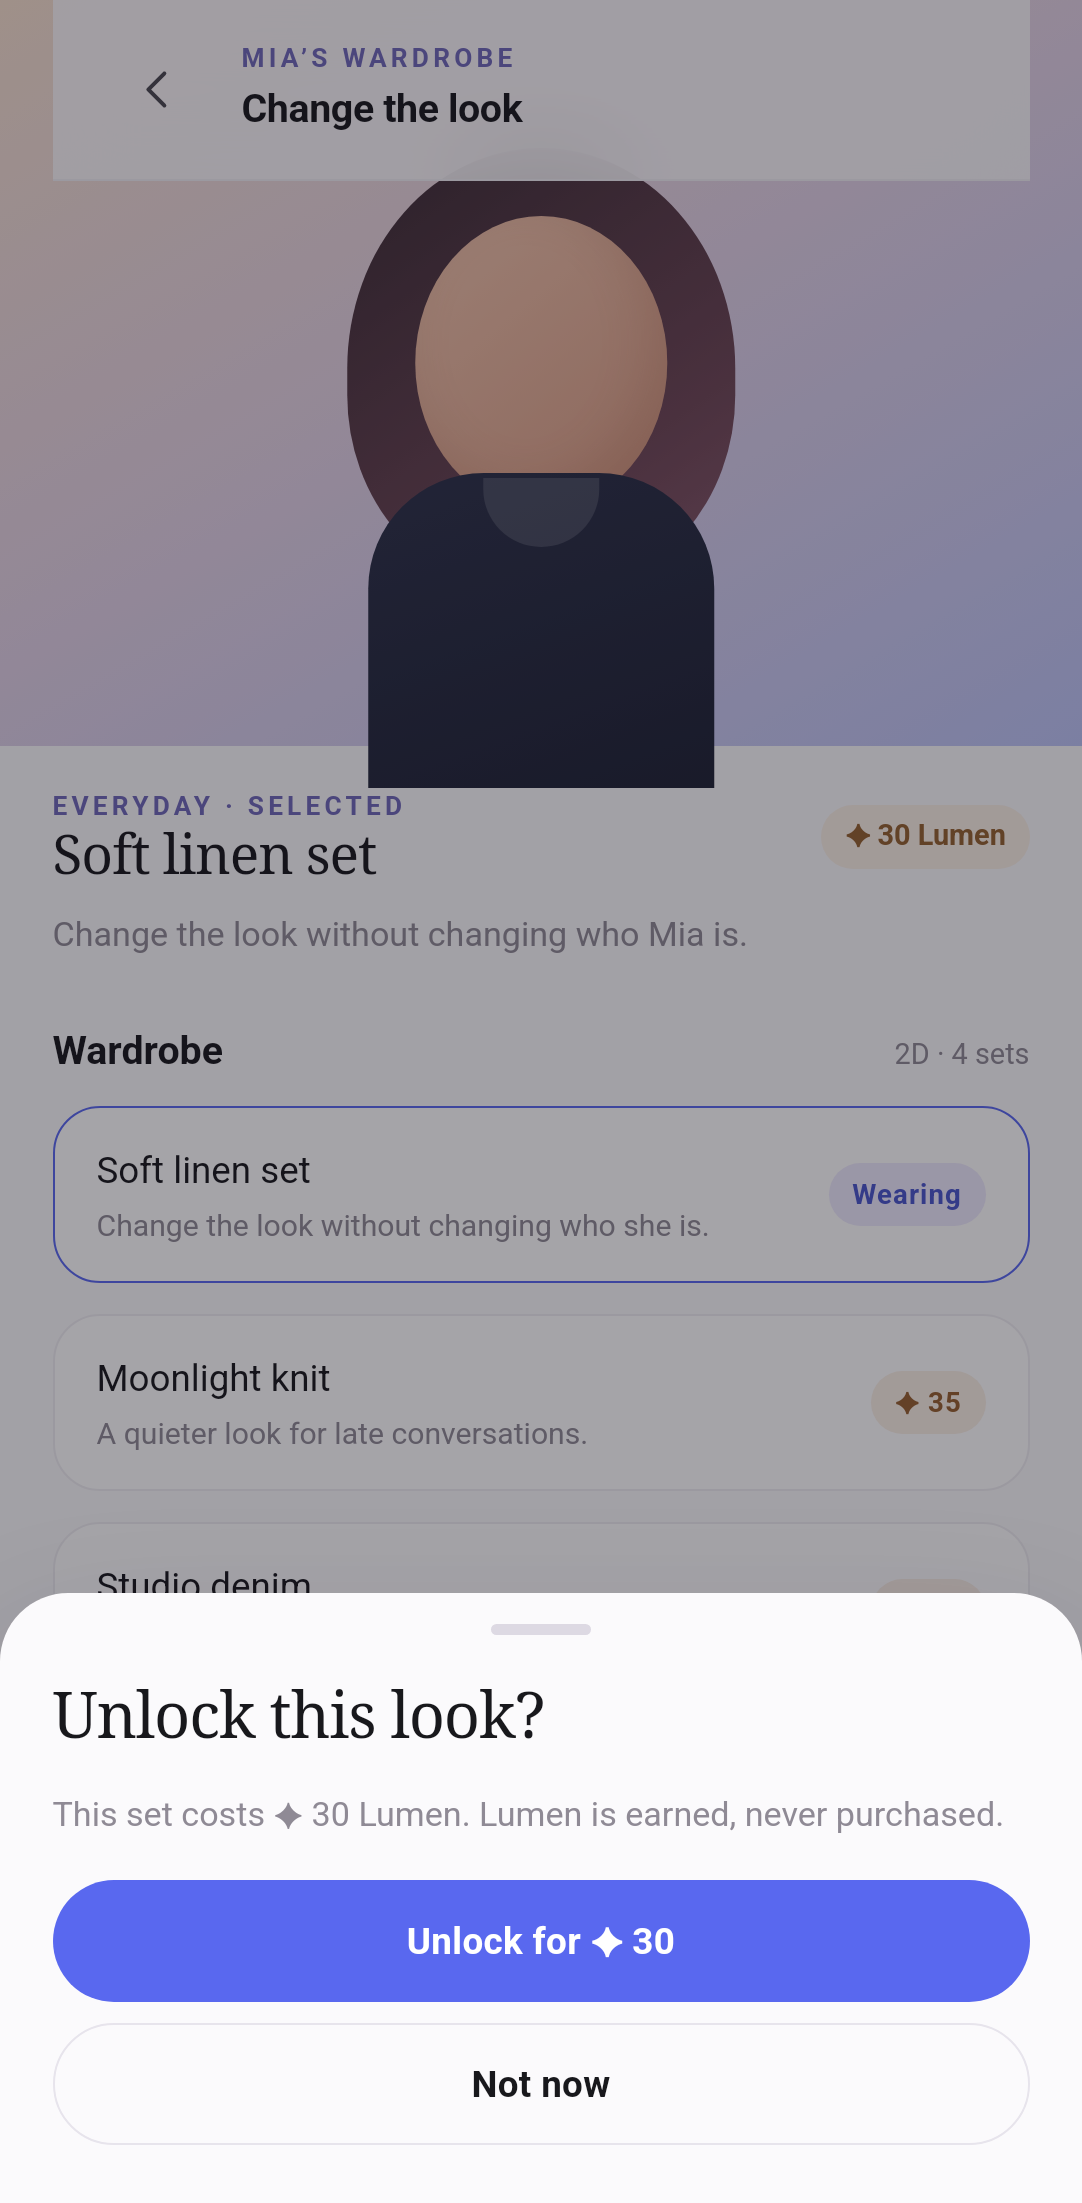 MIA’S WARDROBE
Change the look
EVERYDAY · SELECTED
Soft linen set
✦ 30 Lumen
Change the look without changing who Mia is.
Wardrobe
2D · 4 sets
Soft linen set
Change the look without changing who she is.
Wearing
Moonlight knit
A quieter look for late conversations.
✦ 35
Studio denim
Unlock this look?
This set costs ✦ 30 Lumen. Lumen is earned, never purchased.
Unlock for ✦ 30
Not now